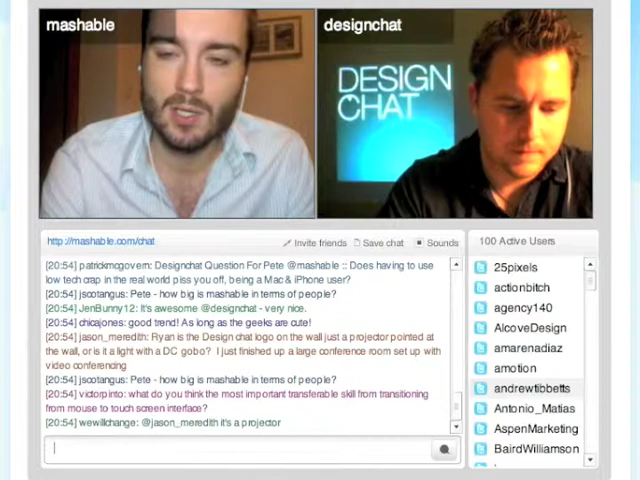 mashable
designchat
DESIGN
CHAT
http://mashable.com/chat
Invite friends
Save chat
Sounds
100 Active Users
[20:54] patrickmcgovern: Designchat Question For Pete @mashable :: Does having to use
low tech crap in the real world piss you off, being a Mac & iPhone user?
[20:54] jscotangus: Pete - how big is mashable in terms of people?
[20:54] JenBunny12: It's awesome @designchat - very nice.
[20:54] chicajones: good trend! As long as the geeks are cute!
[20:54] jason_meredith: Ryan is the Design chat logo on the wall just a projector pointed at
the wall, or is it a light with a DC gobo? I just finished up a large conference room set up with
video conferencing
[20:54] jscotangus: Pete - how big is mashable in terms of people?
[20:54] victorpinto: what do you think the most important transferable skill from transitioning
from mouse to touch screen interface?
[20:54] wewillchange: @jason_meredith it's a projector
25pixels
actionbitch
agency140
AlcoveDesign
amarenadiaz
amotion
andrewtibbetts
Antonio_Matias
AspenMarketing
BairdWilliamson